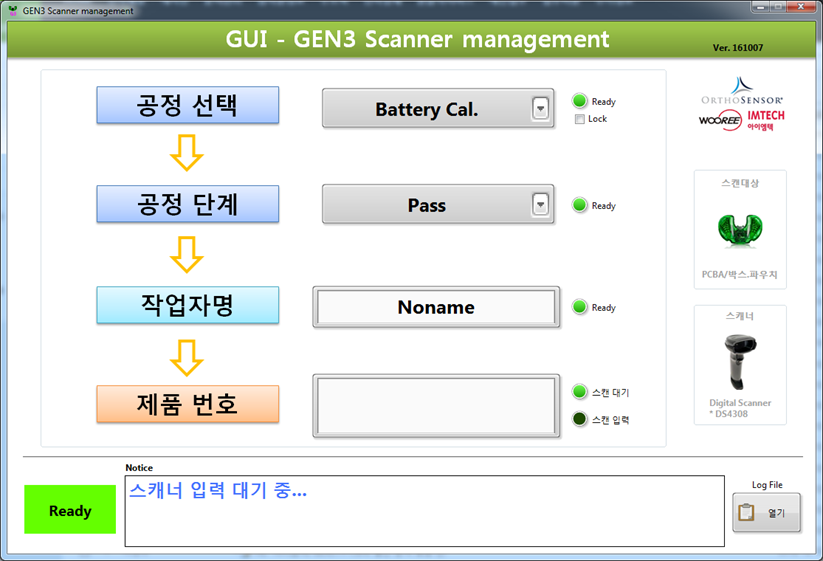 GEN3 Scanner management
GUI - GEN3 Scanner management
Ver. 161007
공정 선택
Battery Cal.
Ready
Lock
ORTHOSENSOR
WOOREE IMTECH
아이엠텍
공정 단계
Pass
Ready
스캔대상
PCBA/박스.파우치
작업자명
Noname
Ready
스캐너
Digital Scanner
* DS4308
제품 번호
스캔 대기
스캔 입력
Notice
Ready
스캐너 입력 대기 중...
Log File
열기